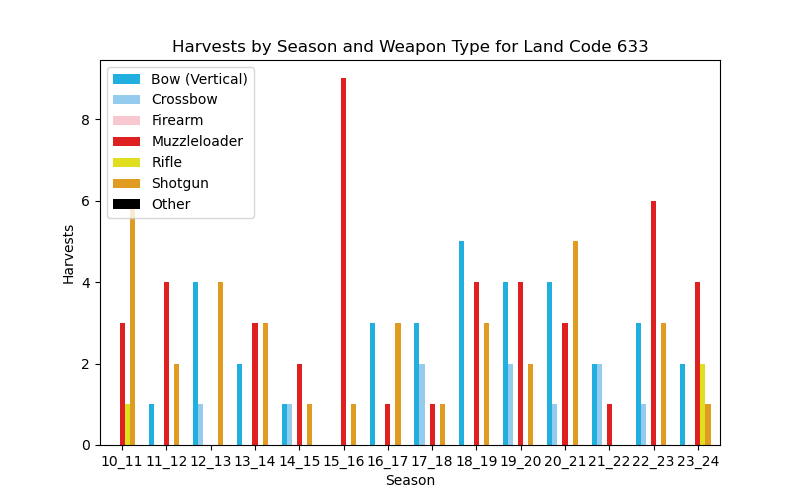 Harvests by Season and Weapon Type for Land Code 633
Bow (Vertical)
Crossbow
Firearm
Muzzleloader
Rifle
Shotgun
Other
8
6
4
2
0
Harvests
10_11 11_12 12_13 13_14 14_15 15_16 16_17 17_18 18_19 19_20 20_21 21_22 22_23 23_24
Season